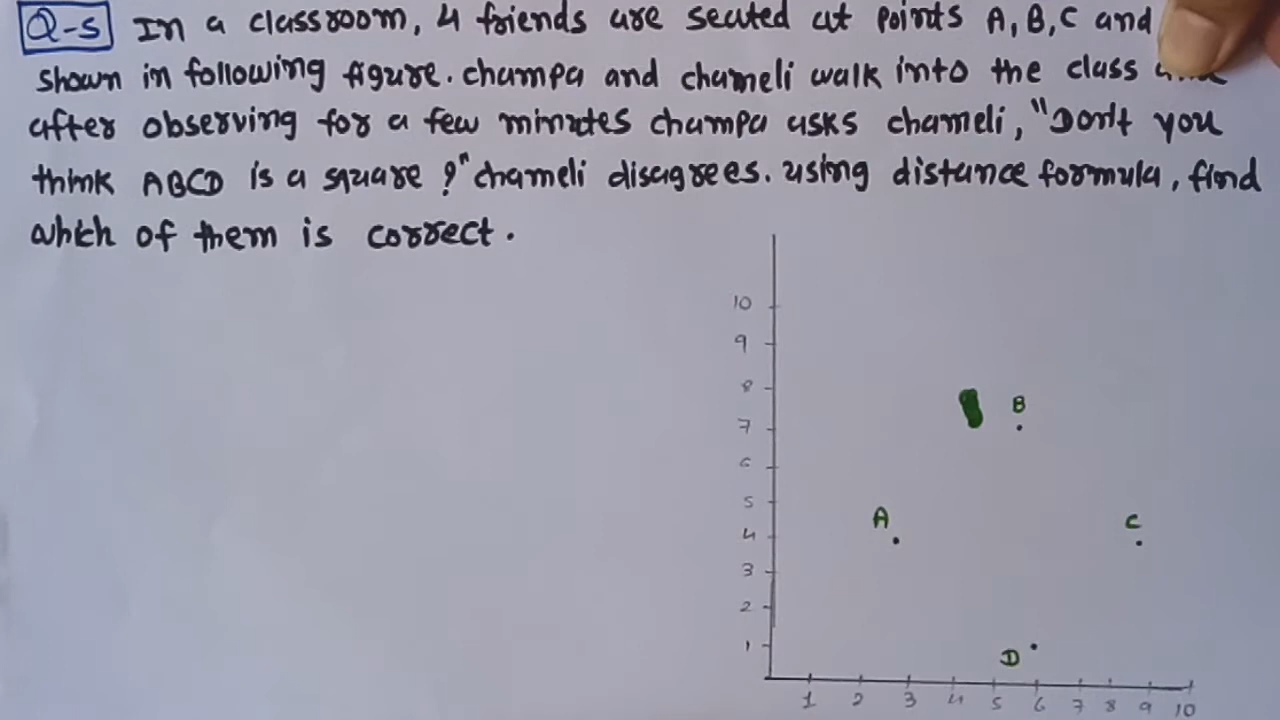 Q-5 In a classroom, 4 friends are seated at points A, B, C and
shown in following figure. champa and chameli walk into the class
after observing for a few minutes champa asks chameli, "Don't you
think ABCD is a square ?" chameli disagrees. using distance formula, find
which of them is correct.
10
9
8
B
7
6
5
A
C
4
3
2
1
D
1 2 3 4 5 6 7 8 9 10